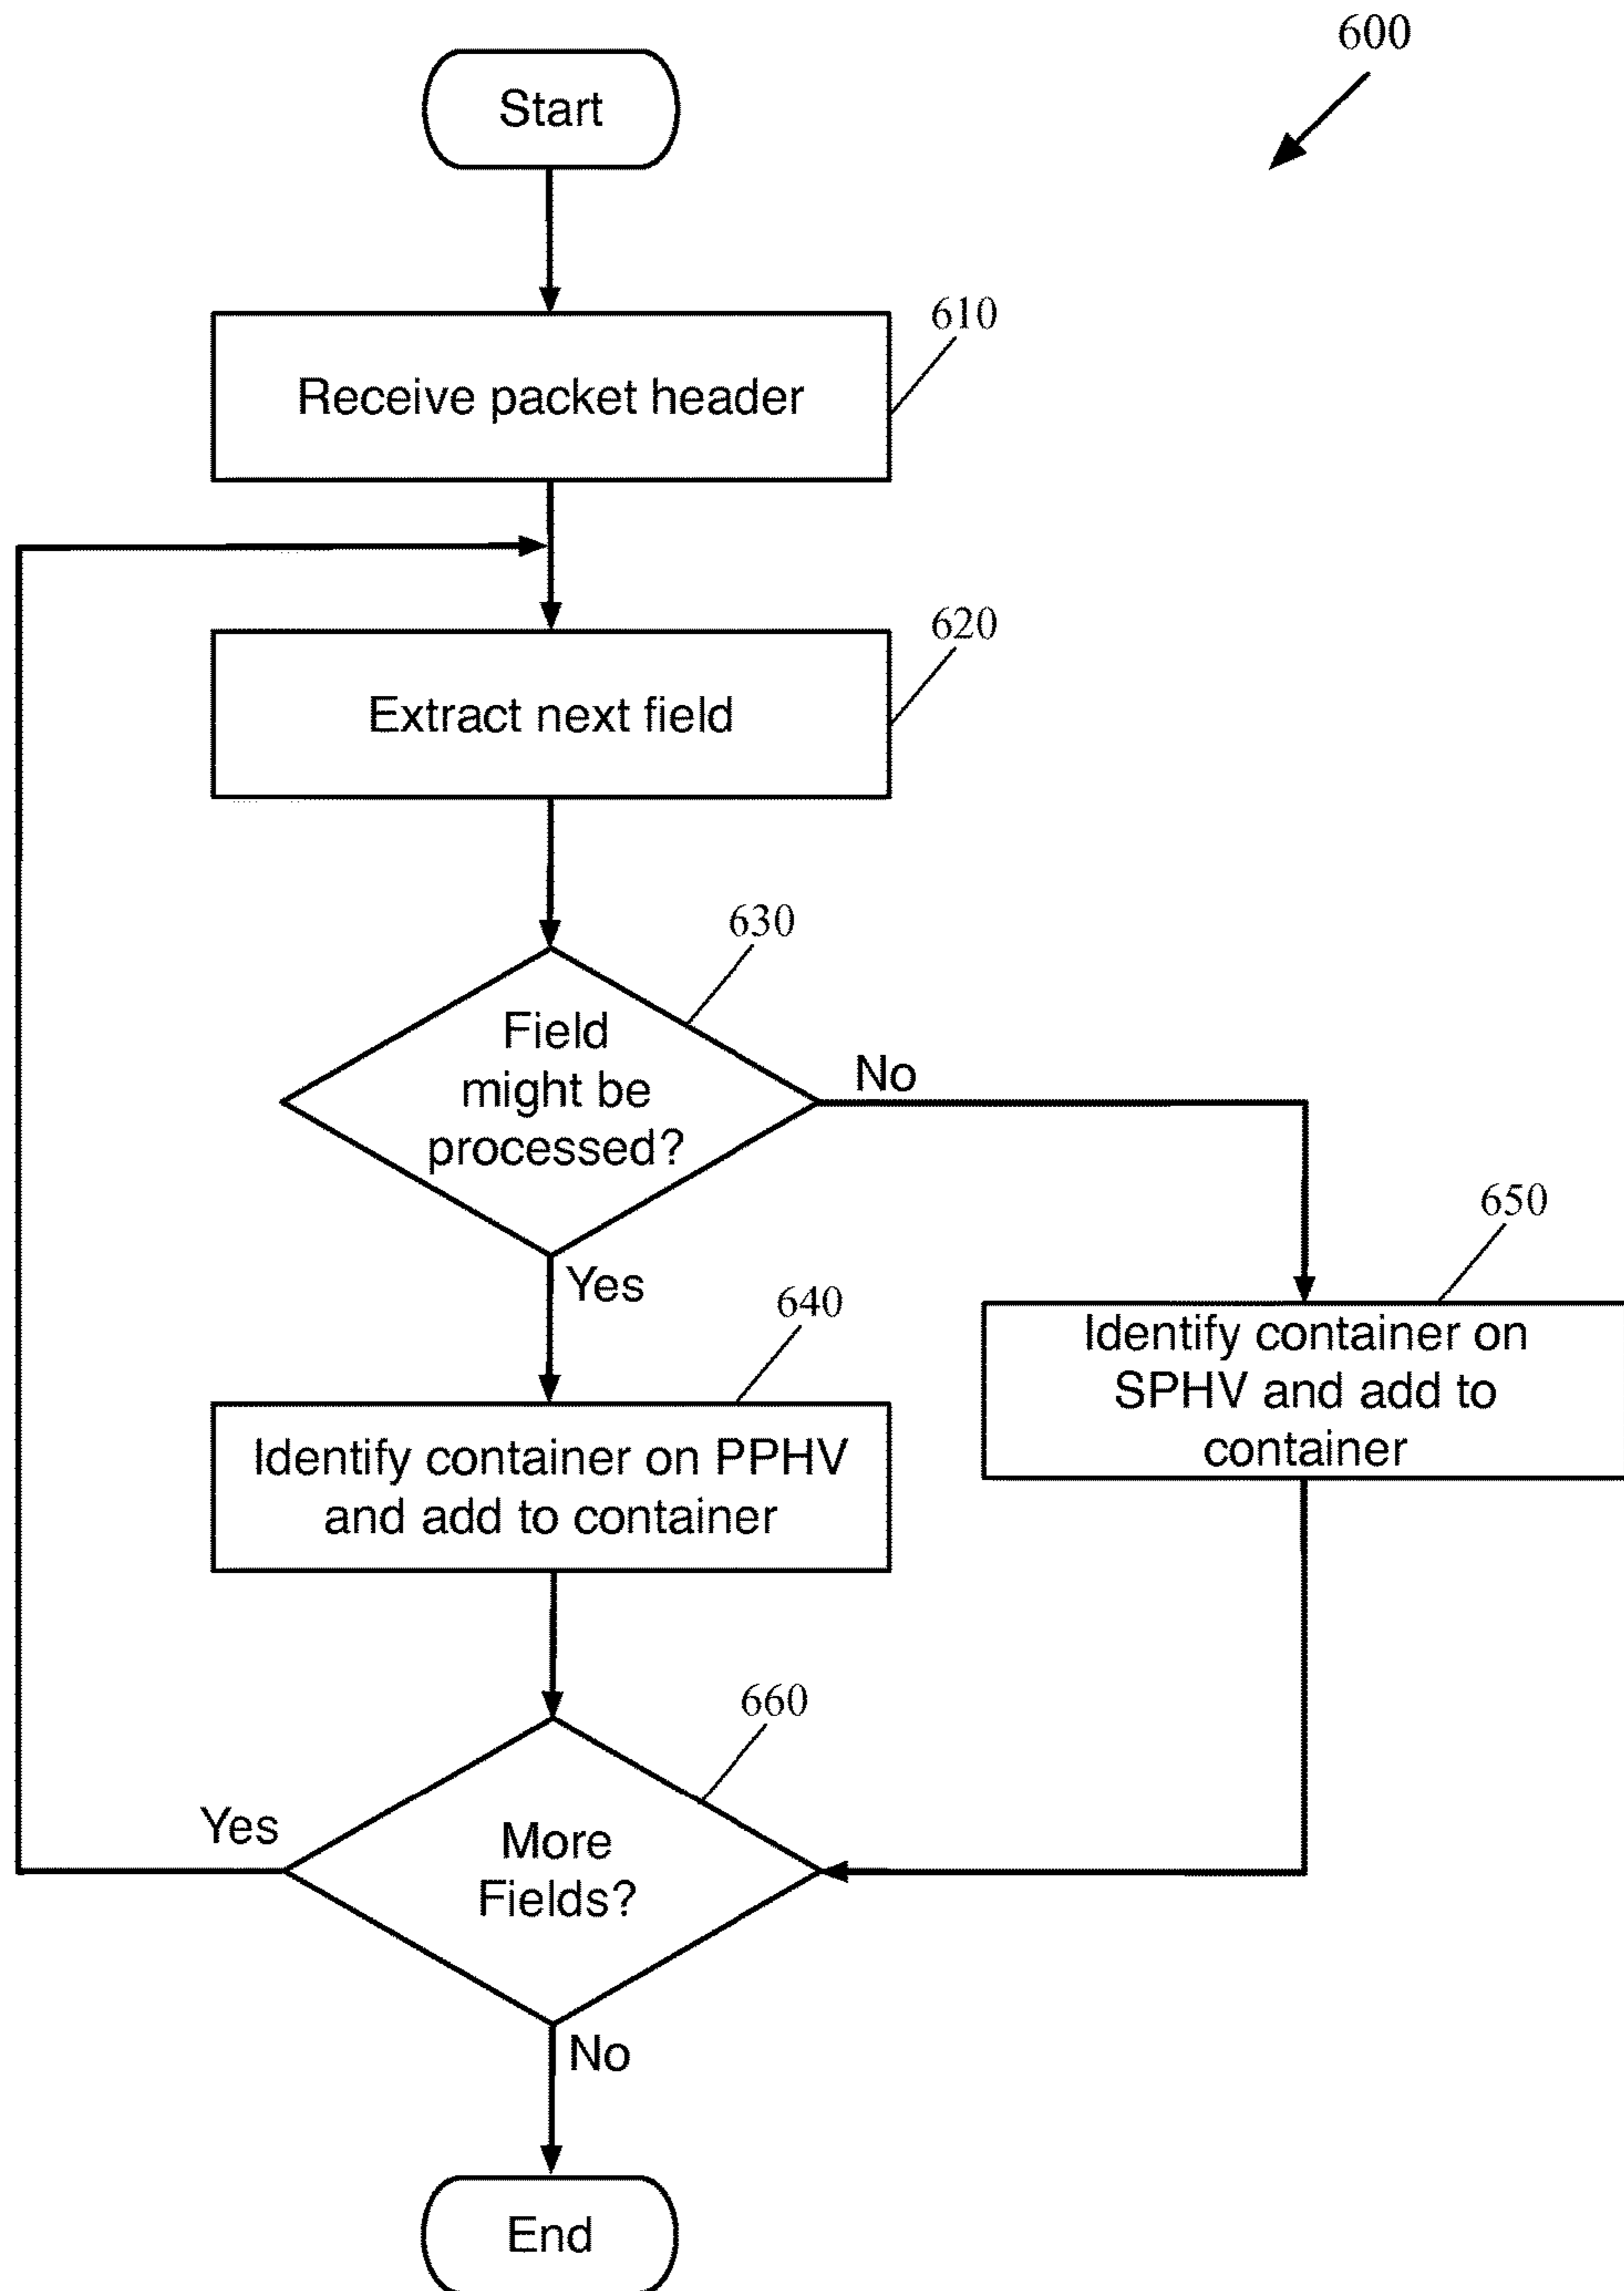 600
Start
610
Receive packet header
620
Extract next field
630
Field
might be
processed?
No
Yes
650
Identify container on
SPHV and add to
container
640
Identify container on PPHV
and add to container
660
More
Fields?
Yes
No
End